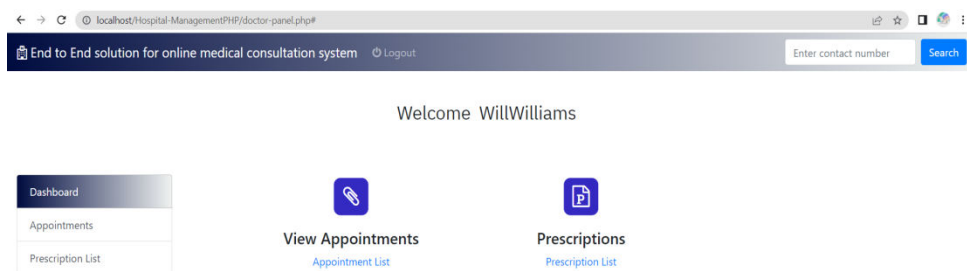 localhost/Hospital-ManagementPHP/doctor-panel.php#
End to End solution for online medical consultation system Logout Enter contact number Search
Welcome WillWilliams
Dashboard
Appointments
Prescription List
View Appointments
Appointment List
P
Prescriptions
Prescription List